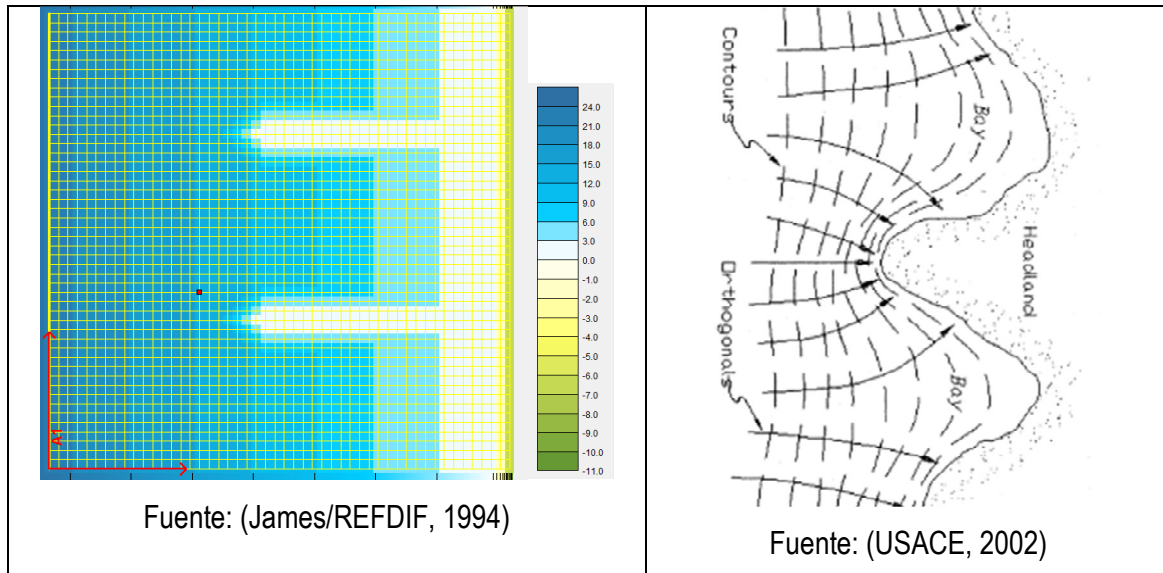 A1
24.0
21.0
18.0
15.0
12.0
9.0
6.0
3.0
0.0
-1.0
-2.0
-3.0
-4.0
-5.0
-6.0
-7.0
-8.0
-9.0
-10.0
-11.0
Fuente: (James/REFDIF, 1994)
Contours
Bay
Headland
Orthogonals
Bay
Fuente: (USACE, 2002)